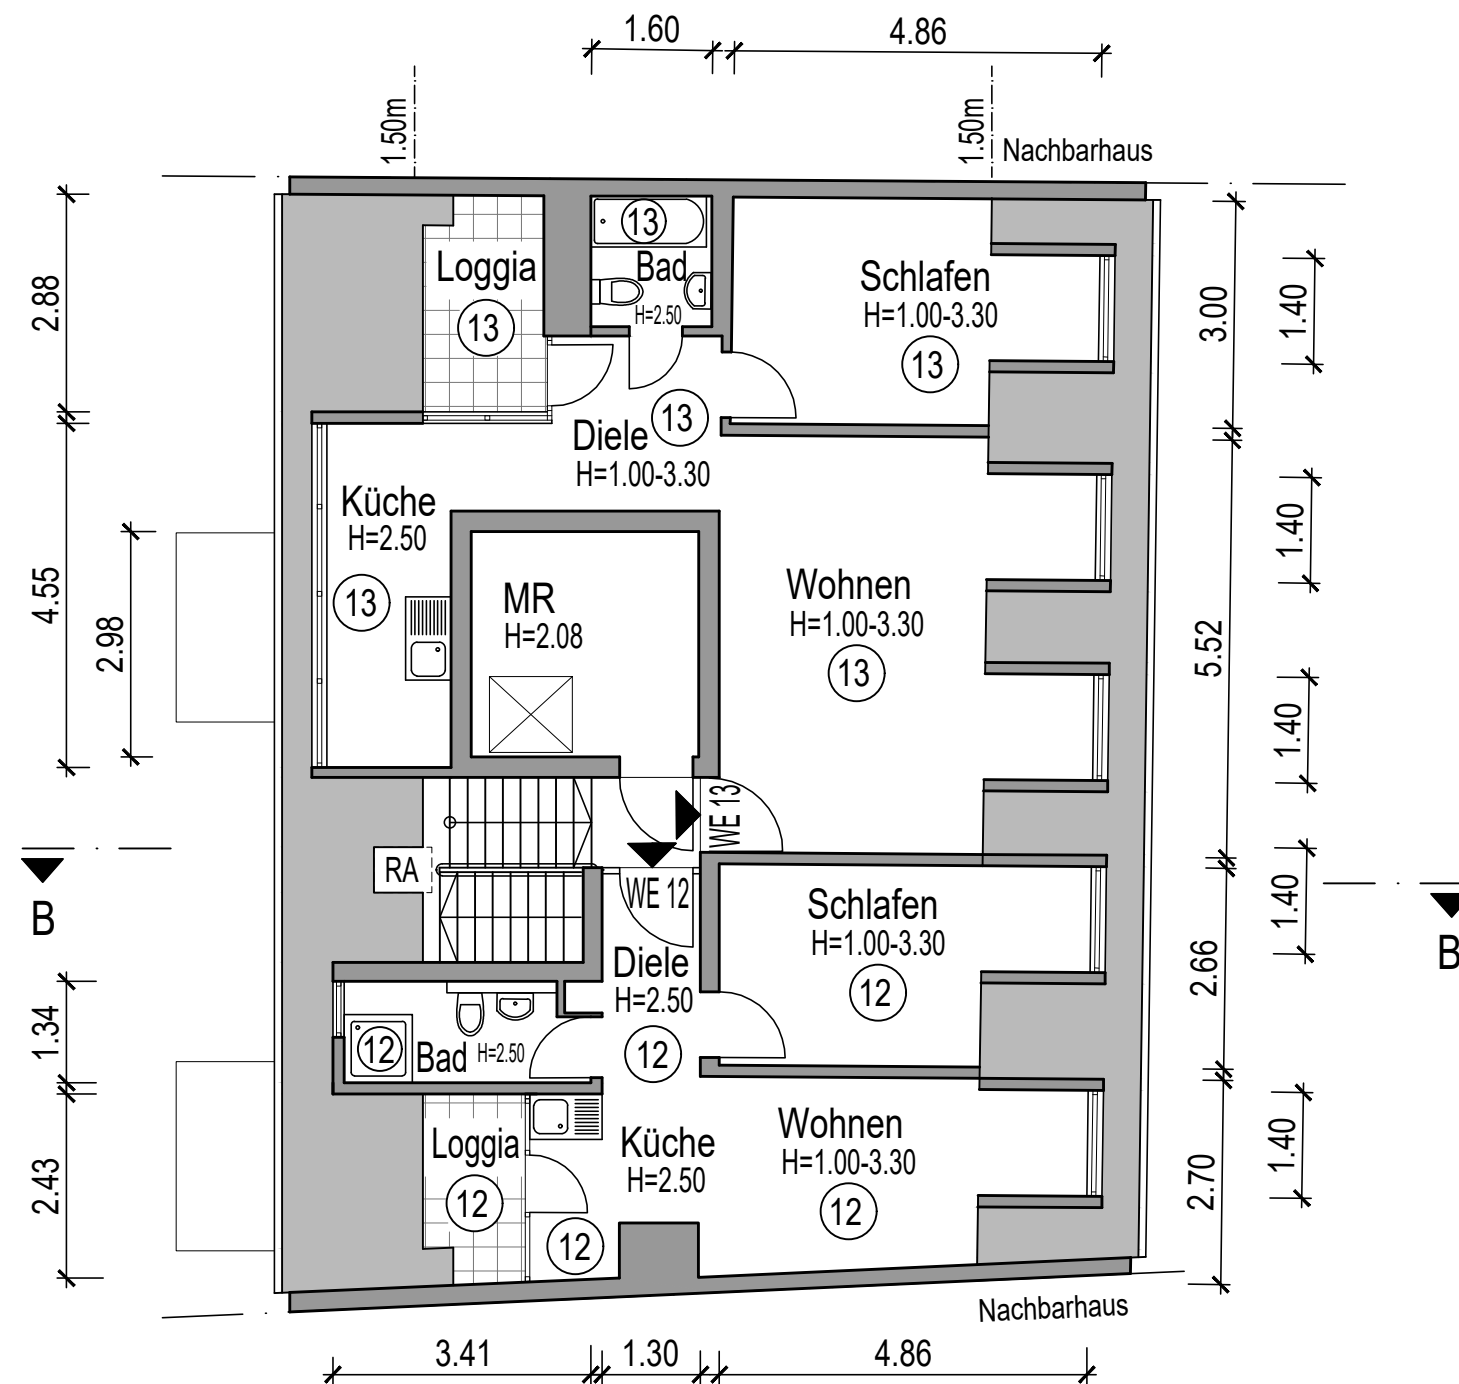 1.60
4.86
1.50m
1.50m
Nachbarhaus
13
Loggia
13
Bad
H=2.50
Schlafen
H=1.00-3.30
13
2.88
3.00
1.40
13
Diele
H=1.00-3.30
Küche
H=2.50
13
4.55
2.98
MR
H=2.08
Wohnen
H=1.00-3.30
13
1.40
5.52
1.40
WE 13
RA
B
WE 12
Schlafen
H=1.00-3.30
12
1.40
B
2.66
Diele
H=2.50
12
1.34
12
Bad
H=2.50
Loggia
12
Küche
H=2.50
12
Wohnen
H=1.00-3.30
12
2.43
2.70
1.40
Nachbarhaus
3.41
1.30
4.86